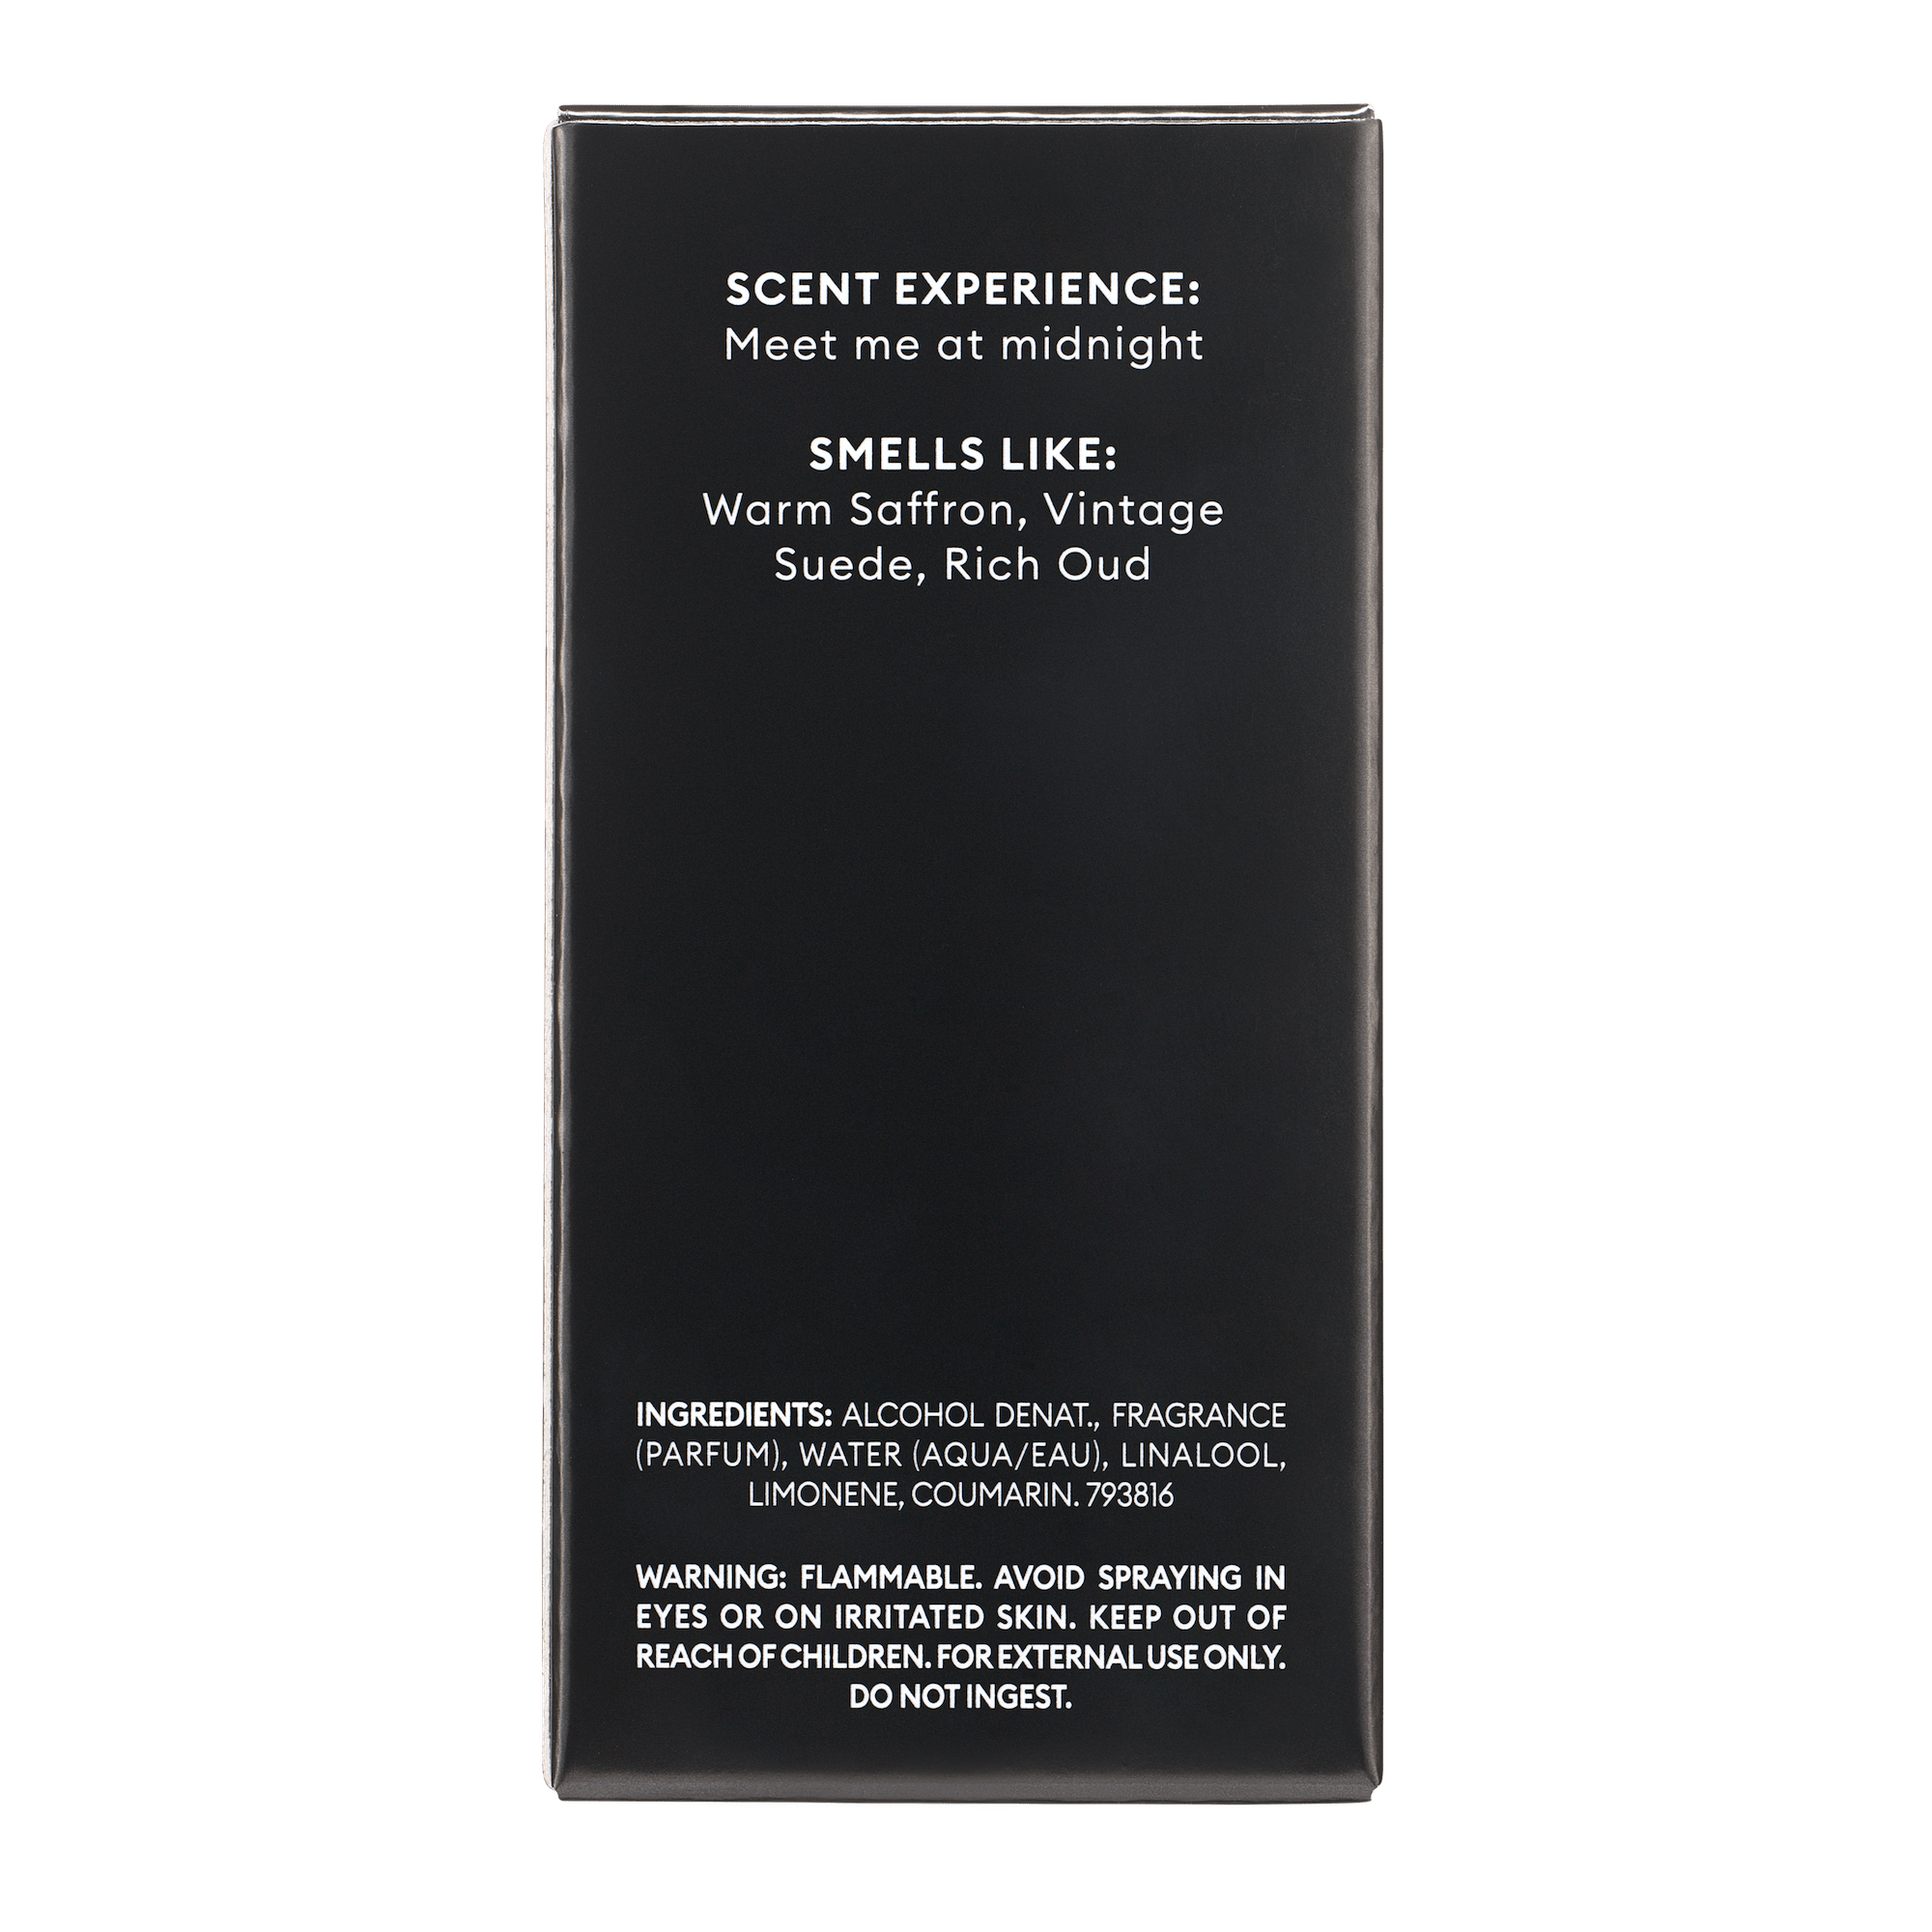 SCENT EXPERIENCE:
Meet me at midnight
SMELLS LIKE:
Warm Saffron, Vintage
Suede, Rich Oud
INGREDIENTS: ALCOHOL DENAT., FRAGRANCE
(PARFUM), WATER (AQUA/EAU), LINALOOL,
LIMONENE, COUMARIN. 793816
WARNING: FLAMMABLE. AVOID SPRAYING IN
EYES OR ON IRRITATED SKIN. KEEP OUT OF
REACH OF CHILDREN. FOR EXTERNAL USE ONLY.
DO NOT INGEST.